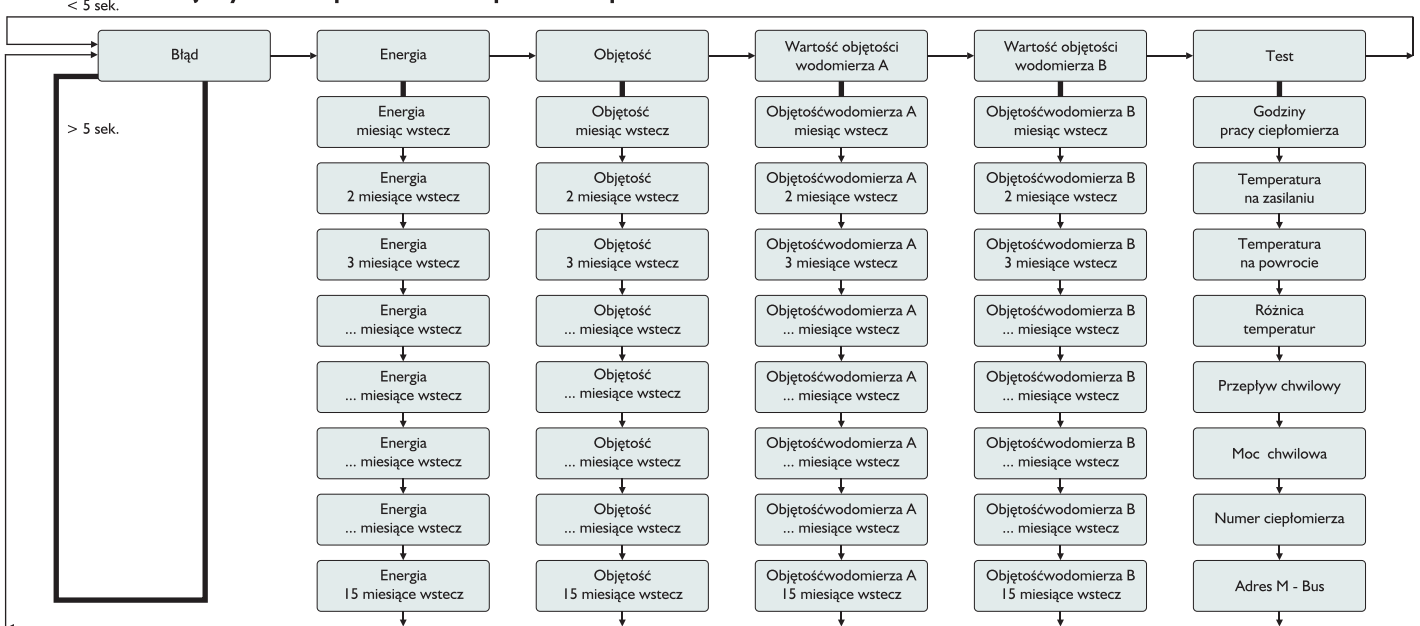 < 5 sek.
Błąd
Energia
Objętość
Wartość objętości
wodomierza A
Wartość objętości
wodomierza B
Test
> 5 sek.
Energia
miesiąc wstecz
Objętość
miesiąc wstecz
Objętośćwodomierza A
miesiąc wstecz
Objętośćwodomierza B
miesiąc wstecz
Godziny
pracy ciepłomierza
Energia
2 miesiące wstecz
Objętość
2 miesiące wstecz
Objętośćwodomierza A
2 miesiące wstecz
Objętośćwodomierza B
2 miesiące wstecz
Temperatura
na zasilaniu
Energia
3 miesiące wstecz
Objętość
3 miesiące wstecz
Objętośćwodomierza A
3 miesiące wstecz
Objętośćwodomierza B
3 miesiące wstecz
Temperatura
na powrocie
Energia
... miesiące wstecz
Objętość
... miesiące wstecz
Objętośćwodomierza A
... miesiące wstecz
Objętośćwodomierza B
... miesiące wstecz
Różnica
temperatur
Energia
... miesiące wstecz
Objętość
... miesiące wstecz
Objętośćwodomierza A
... miesiące wstecz
Objętośćwodomierza B
... miesiące wstecz
Przepływ chwilowy
Energia
... miesiące wstecz
Objętość
... miesiące wstecz
Objętośćwodomierza A
... miesiące wstecz
Objętośćwodomierza B
... miesiące wstecz
Moc chwilowa
Energia
... miesiące wstecz
Objętość
... miesiące wstecz
Objętośćwodomierza A
... miesiące wstecz
Objętośćwodomierza B
... miesiące wstecz
Numer ciepłomierza
Energia
15 miesiące wstecz
Objętość
15 miesiące wstecz
Objętośćwodomierza A
15 miesiące wstecz
Objętośćwodomierza B
15 miesiące wstecz
Adres M - Bus